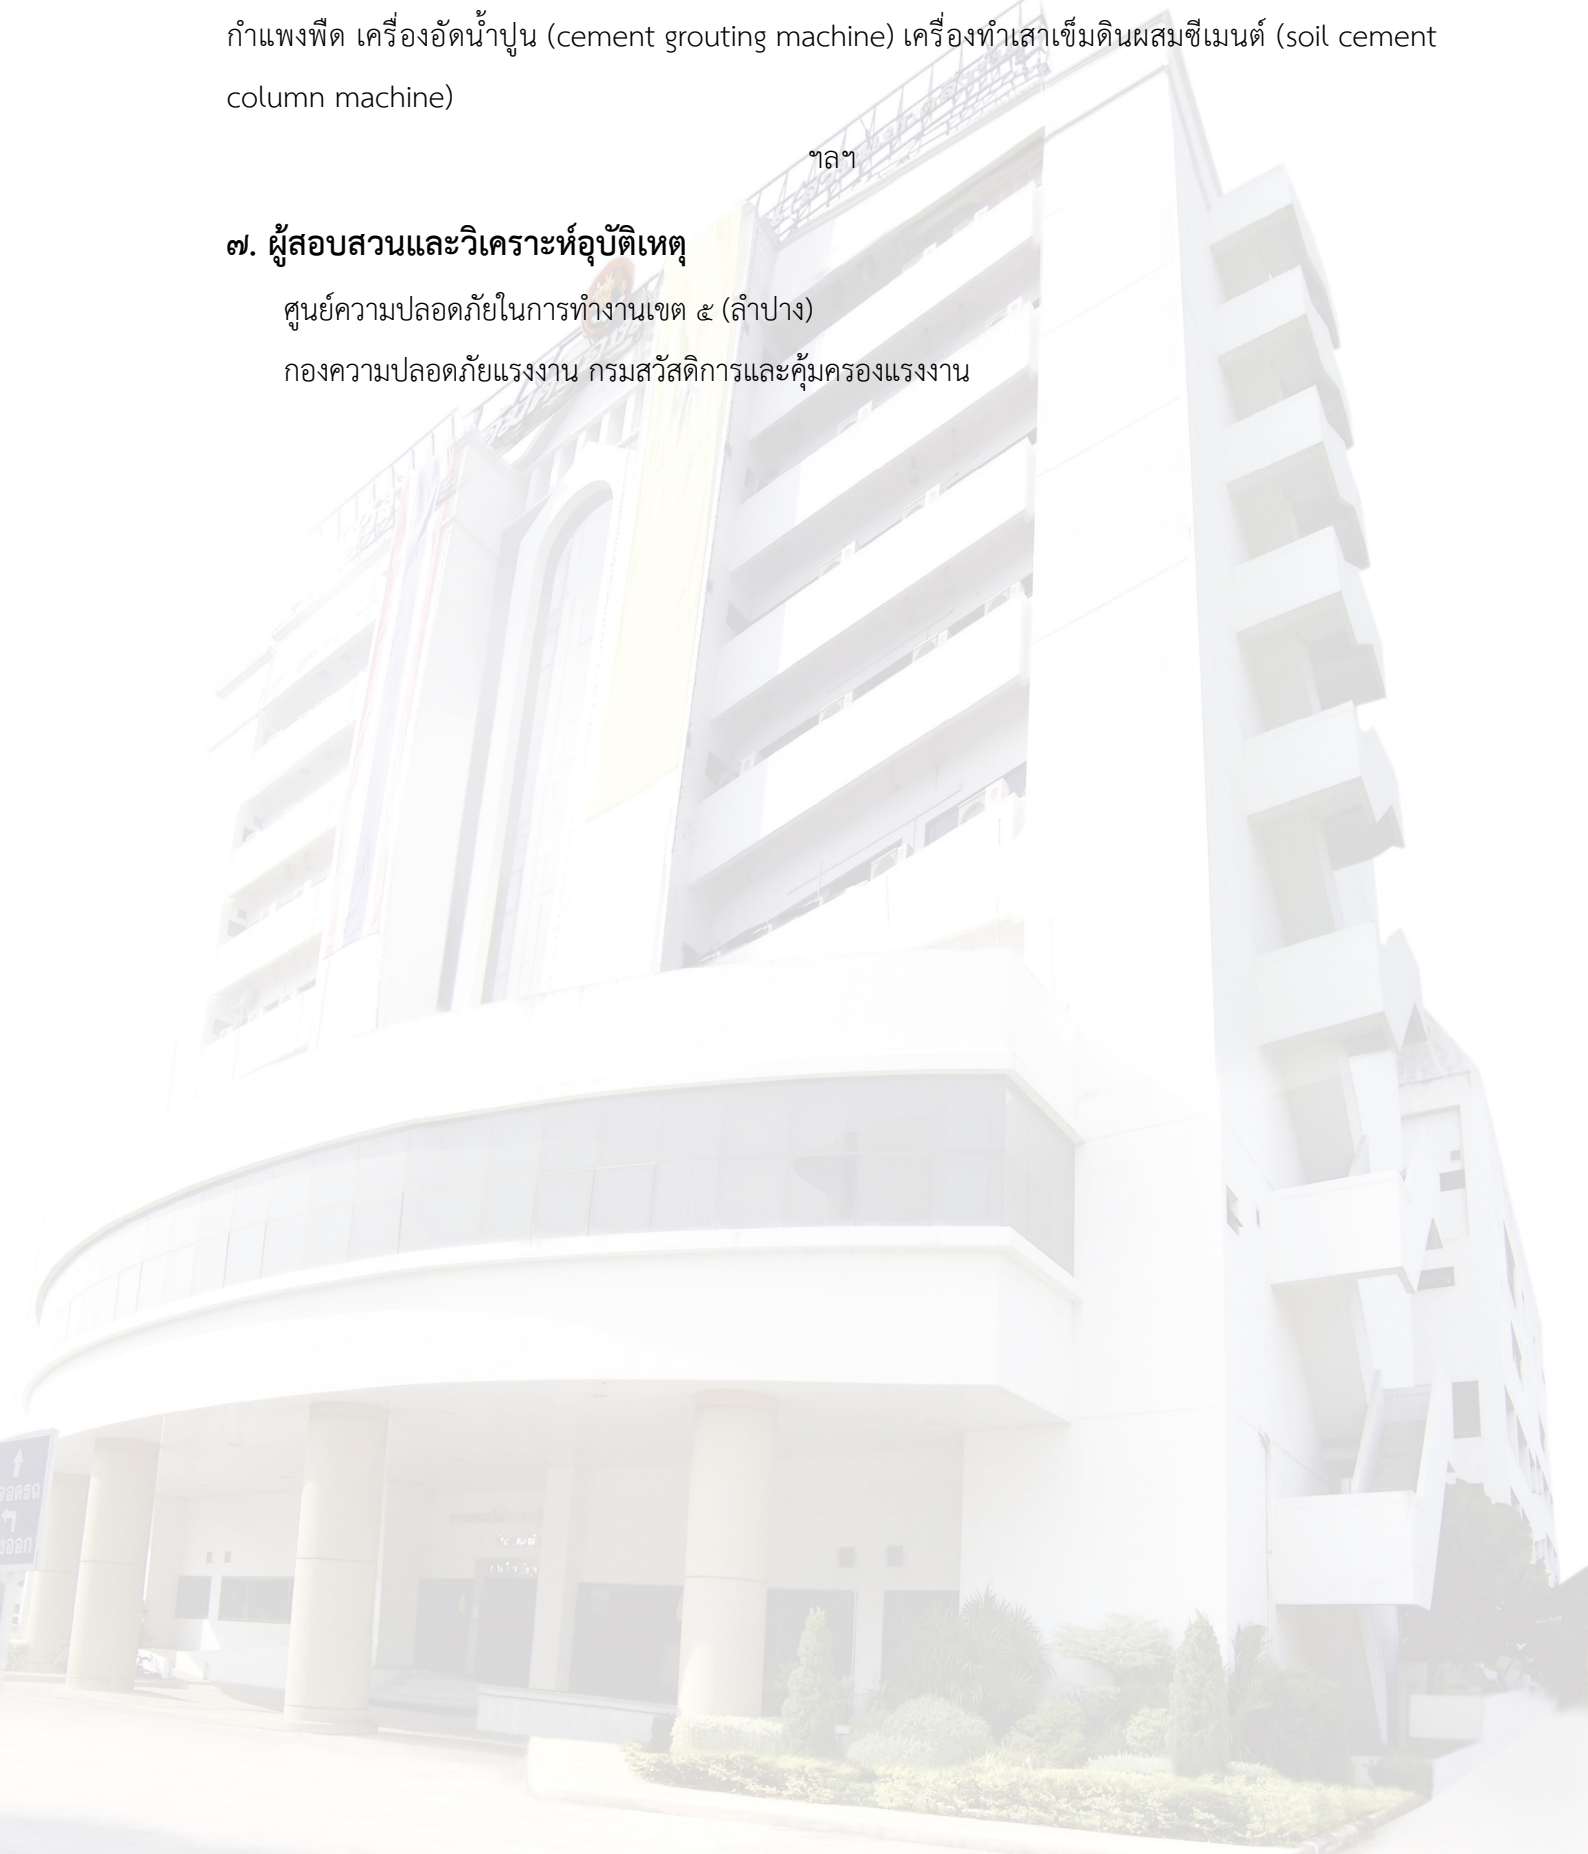 กำแพงพืด เครื่องอัดน้ำปูน (cement grouting machine) เครื่องทำเสาเข็มดินผสมซีเมนต์ (soil cement
column machine)
ฯลฯ
๗. ผู้สอบสวนและวิเคราะห์อุบัติเหตุ
ศูนย์ความปลอดภัยในการทำงานเขต ๕ (ลำปาง)
กองความปลอดภัยแรงงาน กรมสวัสดิการและคุ้มครองแรงงาน